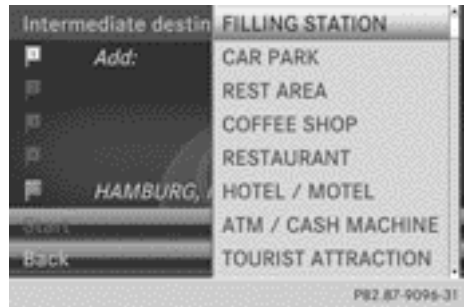 Intermediate destin
Add:
HAMBURG,
Start
Back
FILLING STATION
CAR PARK
REST AREA
COFFEE SHOP
RESTAURANT
HOTEL / MOTEL
ATM / CASH MACHINE
TOURIST ATTRACTION
P82.87-9096-31